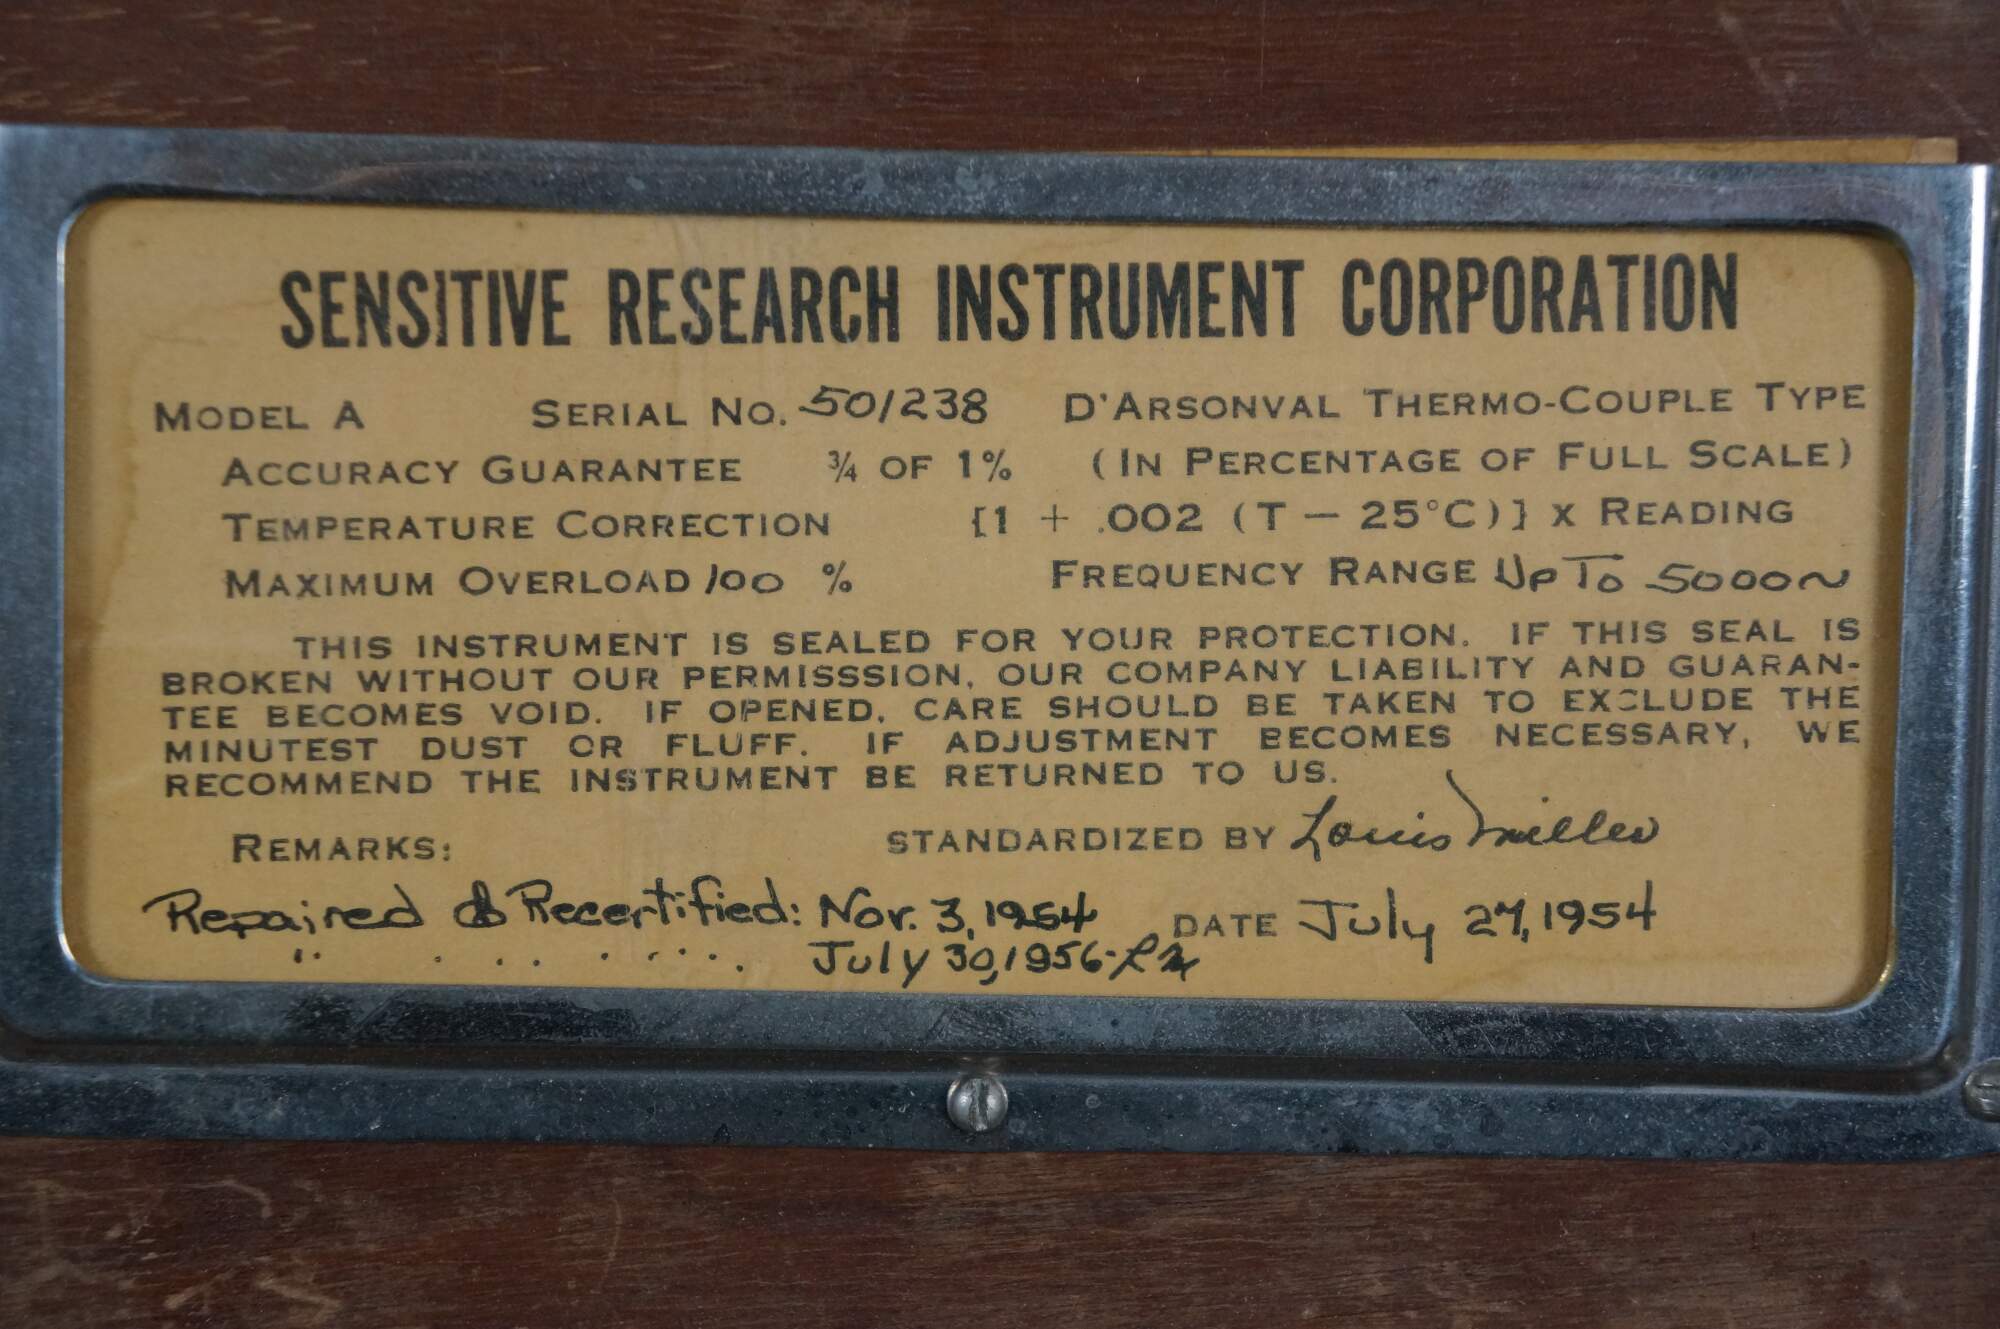 SENSITIVE RESEARCH INSTRUMENT CORPORATION
MODEL A SERIAL NO. 501238 D'ARSONVAL THERMO-COUPLE TYPE
ACCURACY GUARANTEE ¾ OF 1% (IN PERCENTAGE OF FULL SCALE)
TEMPERATURE CORRECTION [1 + .002 (T — 25°C)] X READING
MAXIMUM OVERLOAD 100 % FREQUENCY RANGE Up To 5000~
THIS INSTRUMENT IS SEALED FOR YOUR PROTECTION. IF THIS SEAL IS
BROKEN WITHOUT OUR PERMISSSION, OUR COMPANY LIABILITY AND GUARAN-
TEE BECOMES VOID. IF OPENED, CARE SHOULD BE TAKEN TO EXCLUDE THE
MINUTEST DUST OR FLUFF. IF ADJUSTMENT BECOMES NECESSARY, WE
RECOMMEND THE INSTRUMENT BE RETURNED TO US.
REMARKS: STANDARDIZED BY Louis Miller
Repaired & Recertified: Nov. 3, 1954 DATE July 27, 1954
July 30, 1956-